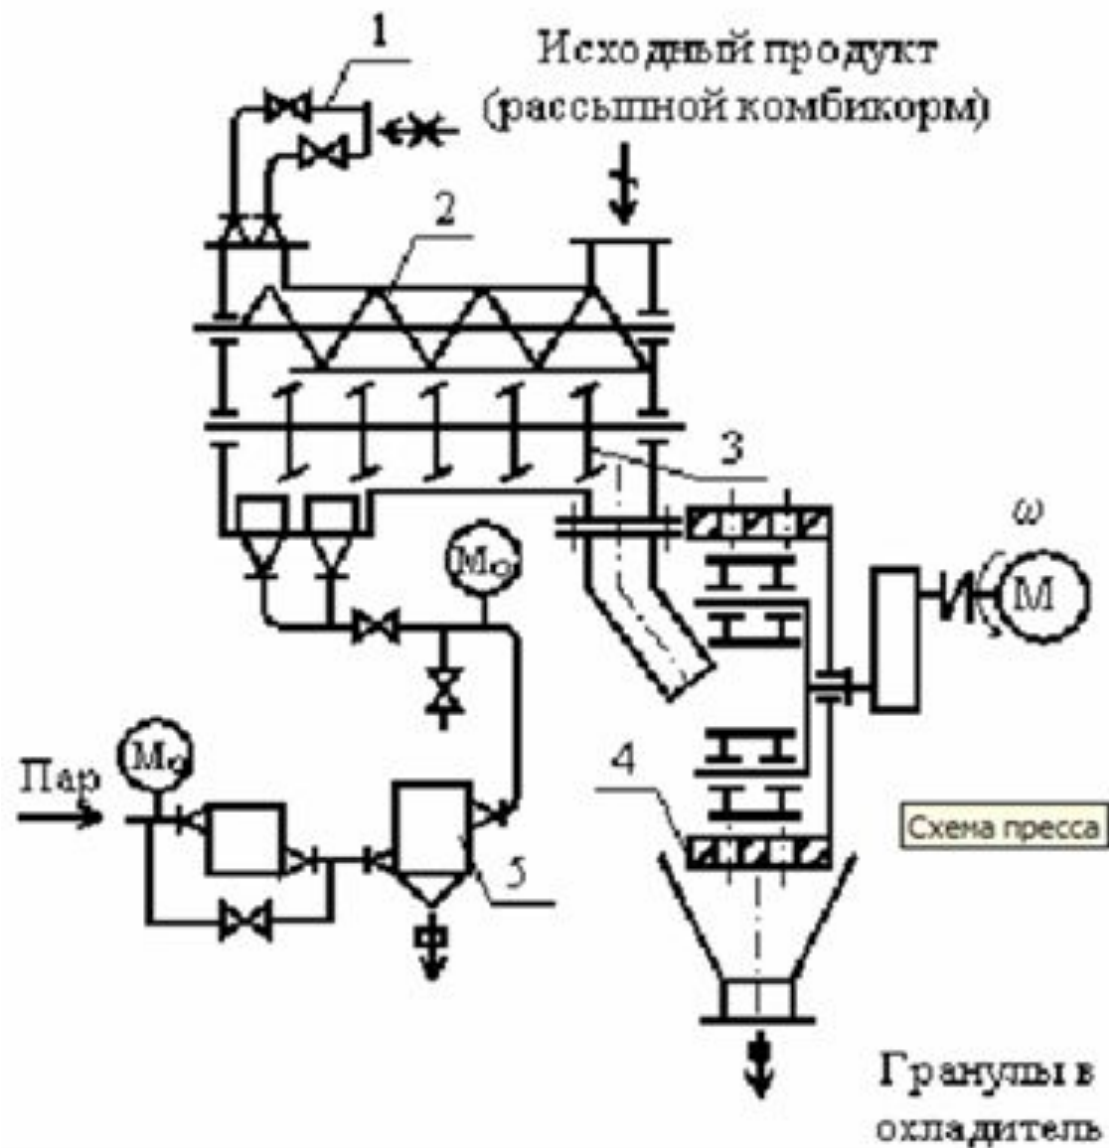 1
Исходный продукт
(рассыпной комбикорм)
2
3
ω
М
Мо
Мо
Пар
4
Схема пресса
5
Гранулы в
охладитель